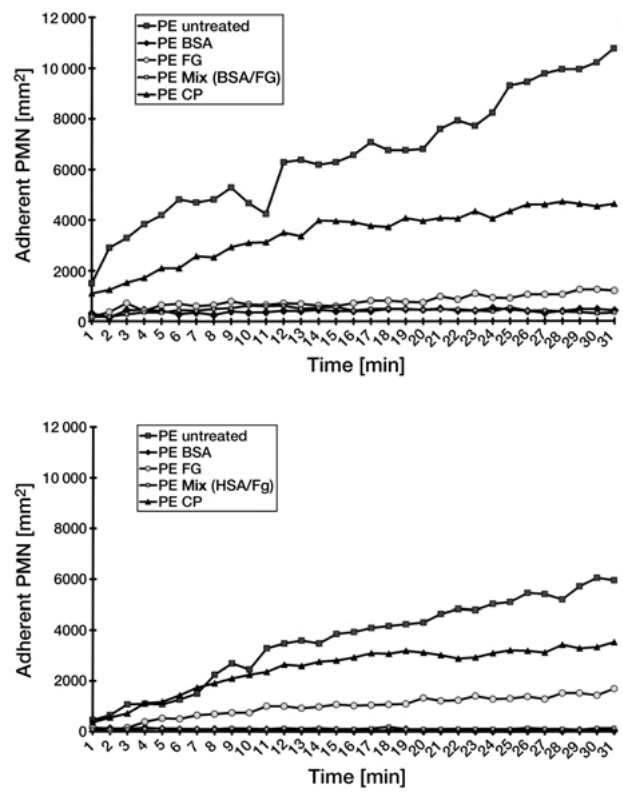 12 000
10 000
8000
6000
4000
2000
0
Adherent PMN [mm²]
PE untreated
PE BSA
PE FG
PE Mix (BSA/FG)
PE CP
1 2 3 4 5 6 7 8 9 10 11 12 13 14 15 16 17 18 19 20 21 22 23 24 25 26 27 28 29 30 31
Time [min]
12 000
10 000
8000
6000
4000
2000
0
Adherent PMN [mm²]
PE untreated
PE BSA
PE FG
PE Mix (HSA/Fg)
PE CP
1 2 3 4 5 6 7 8 9 10 11 12 13 14 15 16 17 18 19 20 21 22 23 24 25 26 27 28 29 30 31
Time [min]